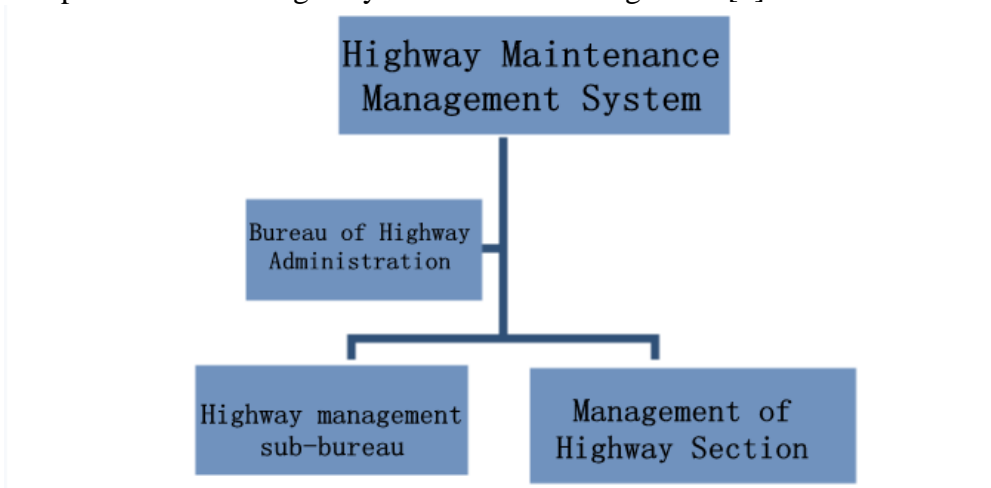 Highway Maintenance
Management System
Bureau of Highway
Administration
Highway management
sub-bureau
Management of
Highway Section